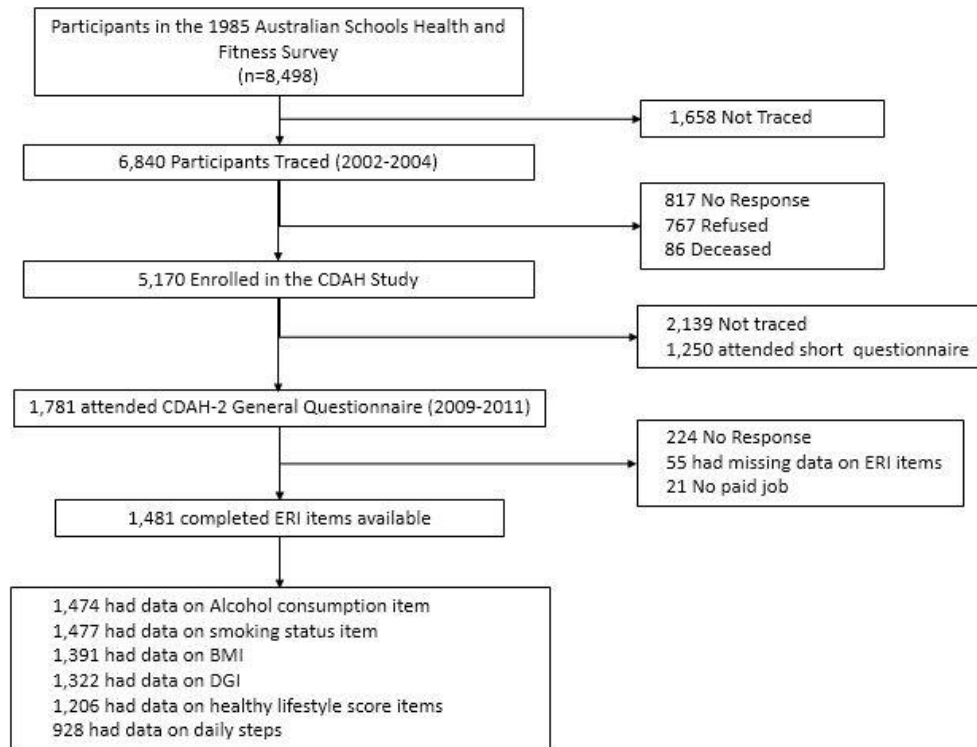 Participants in the 1985 Australian Schools Health and
Fitness Survey
(n=8,498)
1,658 Not Traced
6,840 Participants Traced (2002-2004)
817 No Response
767 Refused
86 Deceased
5,170 Enrolled in the CDAH Study
2,139 Not traced
1,250 attended short questionnaire
1,781 attended CDAH-2 General Questionnaire (2009-2011)
224 No Response
55 had missing data on ERI items
21 No paid job
1,481 completed ERI items available
1,474 had data on Alcohol consumption item
1,477 had data on smoking status item
1,391 had data on BMI
1,322 had data on DGI
1,206 had data on healthy lifestyle score items
928 had data on daily steps